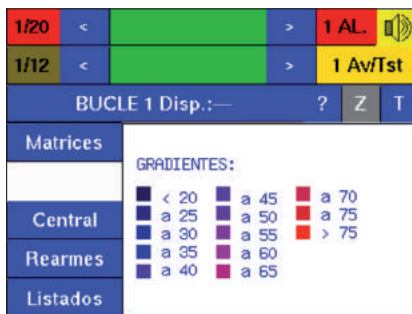 1/20 < > 1 AL.
1/12 < > 1 Av/Tst
BUCLE 1 Disp.:— ? Z T
Matrices
GRADIENTES:
< 20 a 45 a 70
a 25 a 50 a 75
a 30 a 55 > 75
a 35 a 60
a 40 a 65
Central
Rearmes
Listados